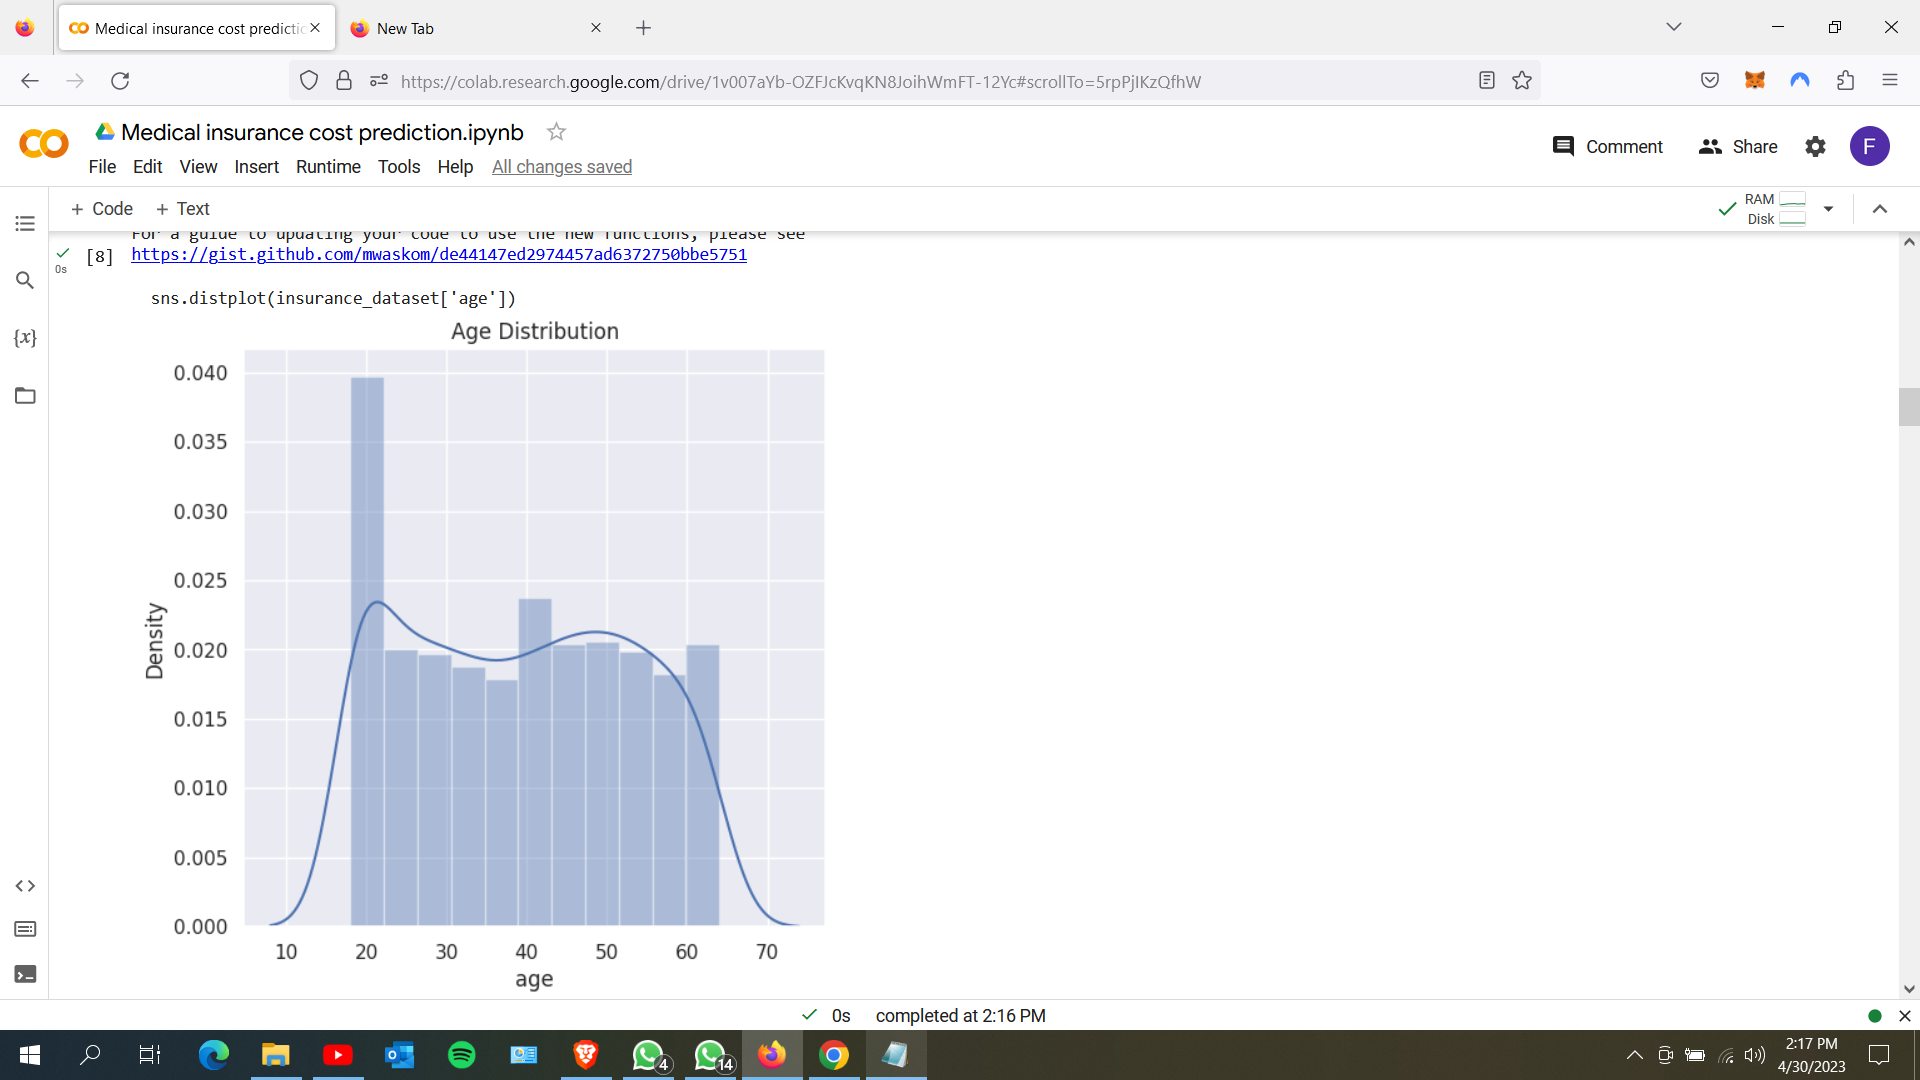 Medical insurance cost predictic
New Tab
https://colab.research.google.com/drive/1v007aYb-OZFJcKvqKN8JoihWmFT-12Yc#scrollTo=5rpPjIKzQfhW
Medical insurance cost prediction.ipynb
File Edit View Insert Runtime Tools Help All changes saved
Comment
Share
F
+ Code + Text
RAM
Disk
For a guide to updating your code to use the new functions, please see
[8] https://gist.github.com/mwaskom/de44147ed2974457ad6372750bbe5751
0s
sns.distplot(insurance_dataset['age'])
Age Distribution
0.040
0.035
0.030
0.025
0.020
0.015
0.010
0.005
0.000
Density
10 20 30 40 50 60 70
age
{x}
0s completed at 2:16 PM
4
14
2:17 PM
4/30/2023